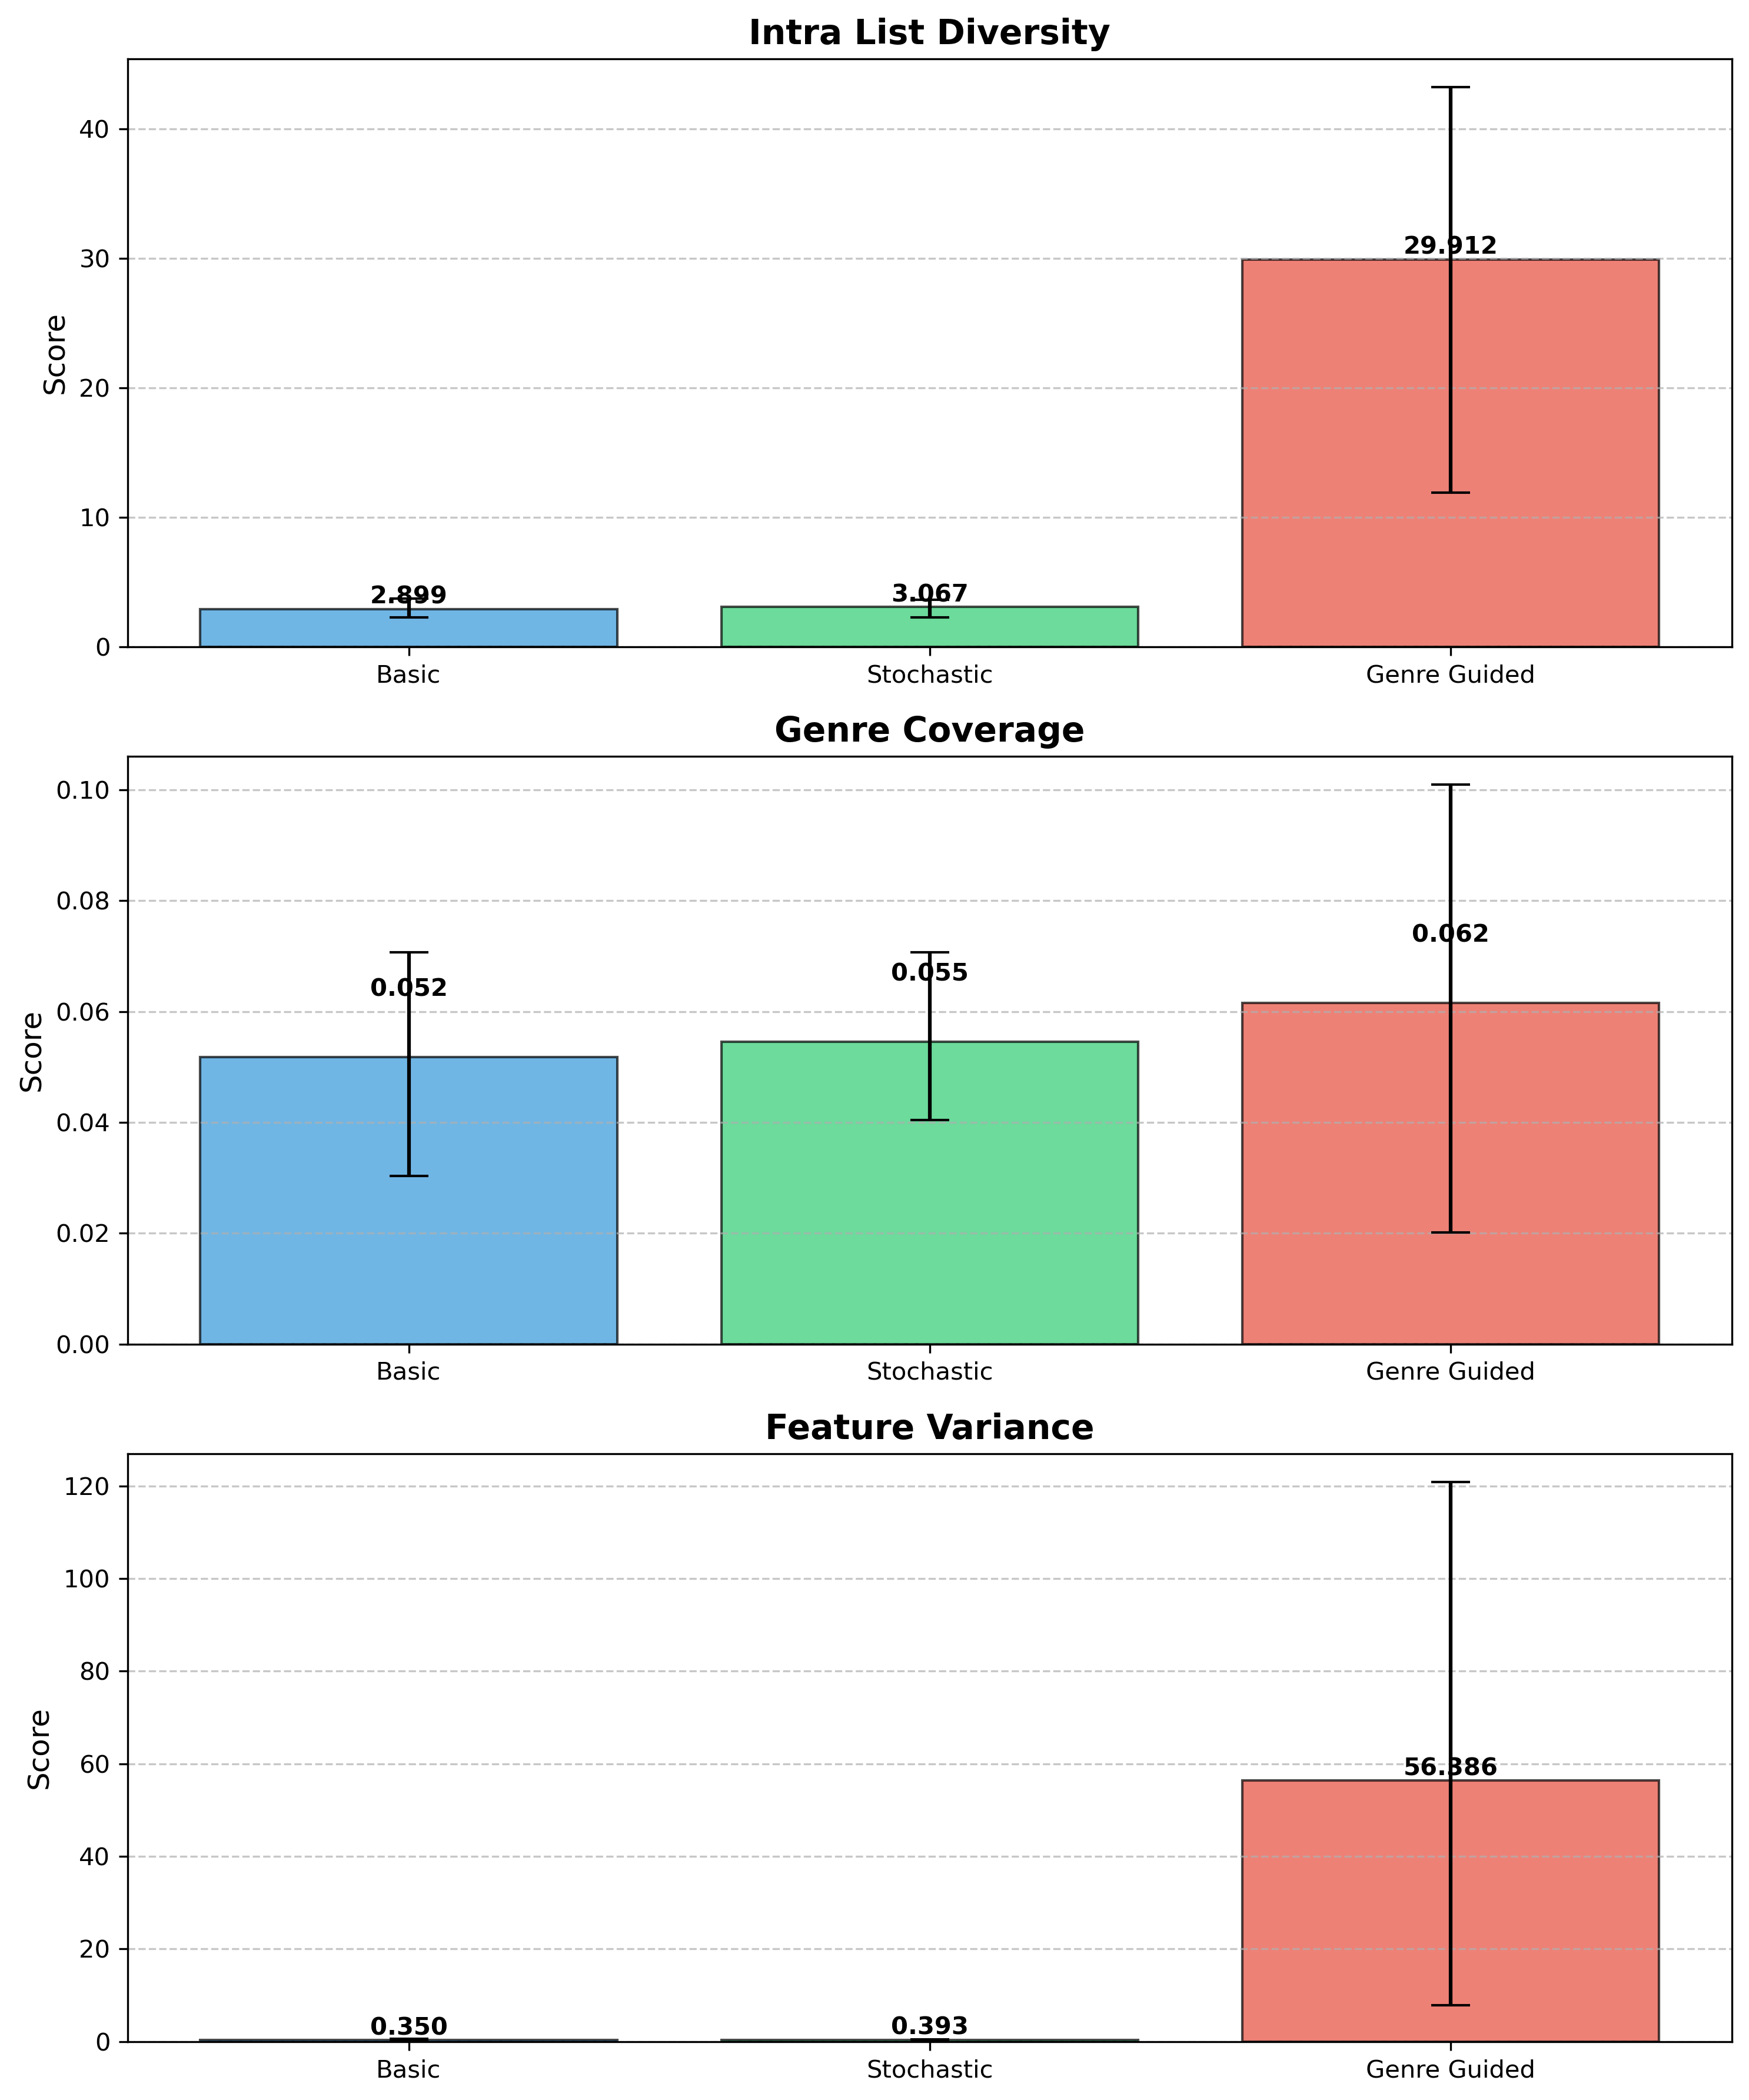 Intra List Diversity
Score
40
30
20
10
0
2.899
3.067
29.912
Basic
Stochastic
Genre Guided
Genre Coverage
Score
0.10
0.08
0.06
0.04
0.02
0.00
0.052
0.055
0.062
Basic
Stochastic
Genre Guided
Feature Variance
Score
120
100
80
60
40
20
0
0.350
0.393
56.386
Basic
Stochastic
Genre Guided